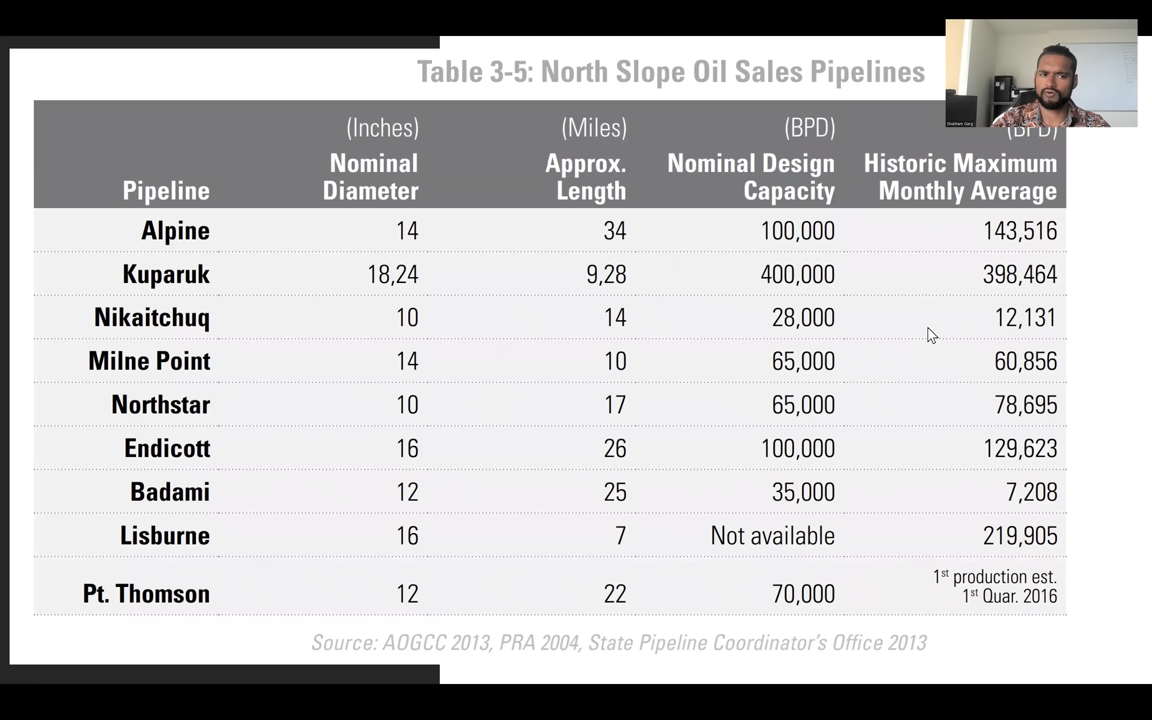 Table 3-5: North Slope Oil Sales Pipelines
Pipeline (Inches) Nominal Diameter (Miles) Approx. Length (BPD) Nominal Design Capacity (BPD) Historic Maximum Monthly Average
Alpine 14 34 100,000 143,516
Kuparuk 18,24 9,28 400,000 398,464
Nikaitchuq 10 14 28,000 12,131
Milne Point 14 10 65,000 60,856
Northstar 10 17 65,000 78,695
Endicott 16 26 100,000 129,623
Badami 12 25 35,000 7,208
Lisburne 16 7 Not available 219,905
Pt. Thomson 12 22 70,000 1st production est. 1st Quar. 2016
Source: AOGCC 2013, PRA 2004, State Pipeline Coordinator's Office 2013
Shubham Garg